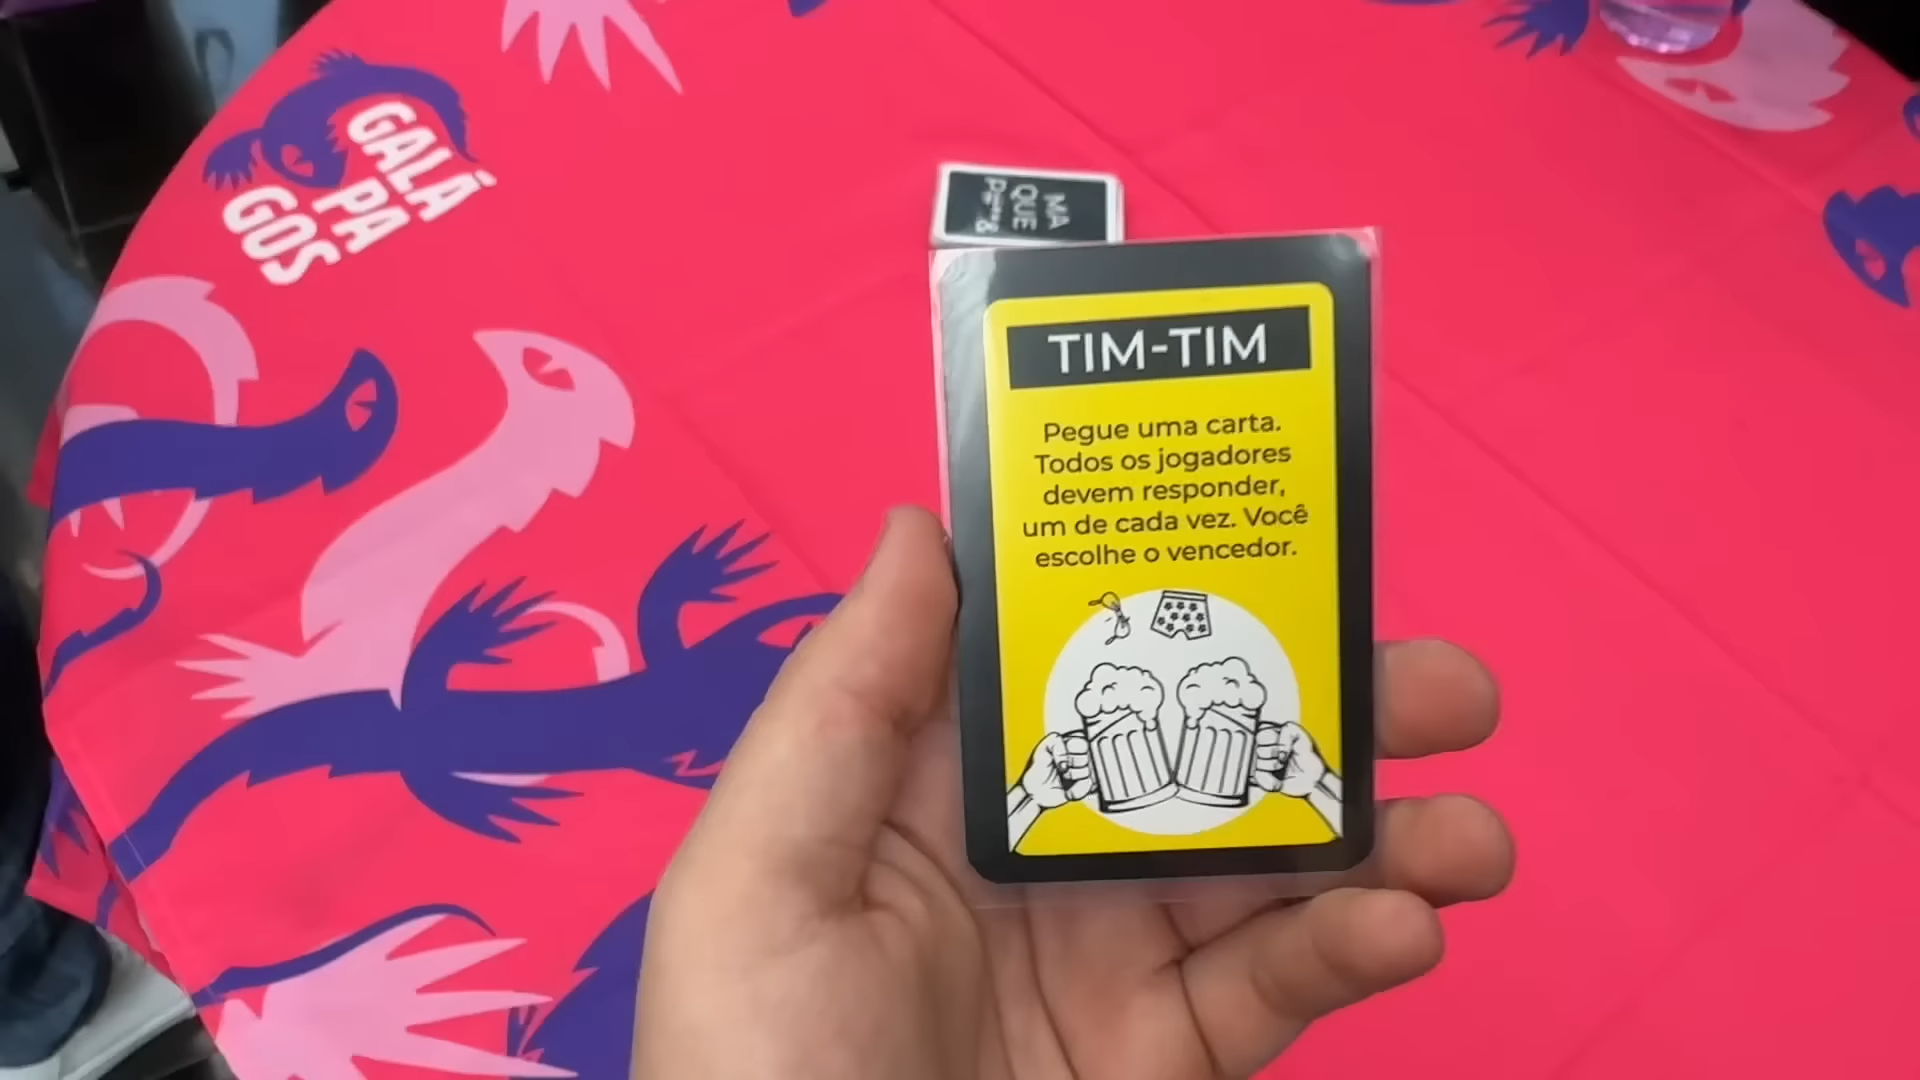 GALÁ
PA
GOS
MA
QUE
TIM-TIM
Pegue uma carta.
Todos os jogadores
devem responder,
um de cada vez. Você
escolhe o vencedor.